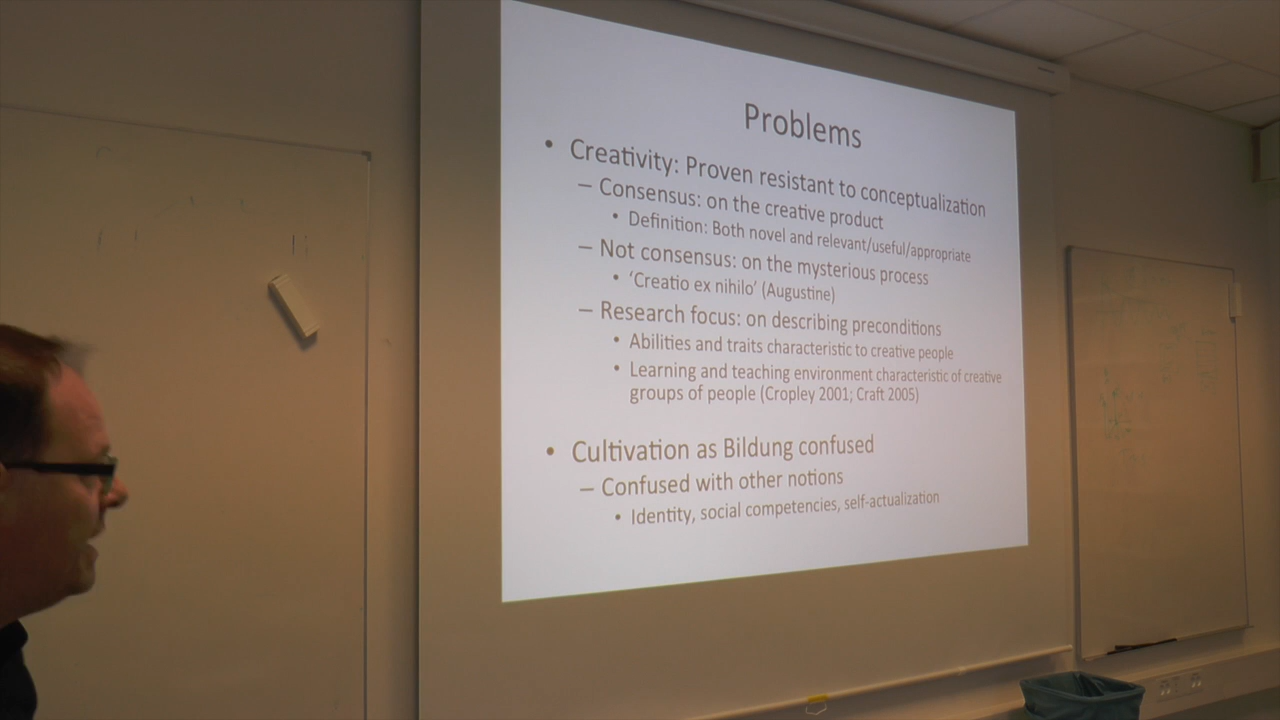 Problems
• Creativity: Proven resistant to conceptualization
– Consensus: on the creative product
• Definition: Both novel and relevant/useful/appropriate
– Not consensus: on the mysterious process
• ‘Creatio ex nihilo’ (Augustine)
– Research focus: on describing preconditions
• Abilities and traits characteristic to creative people
• Learning and teaching environment characteristic of creative
groups of people (Cropley 2001; Craft 2005)
• Cultivation as Bildung confused
– Confused with other notions
• Identity, social competencies, self-actualization